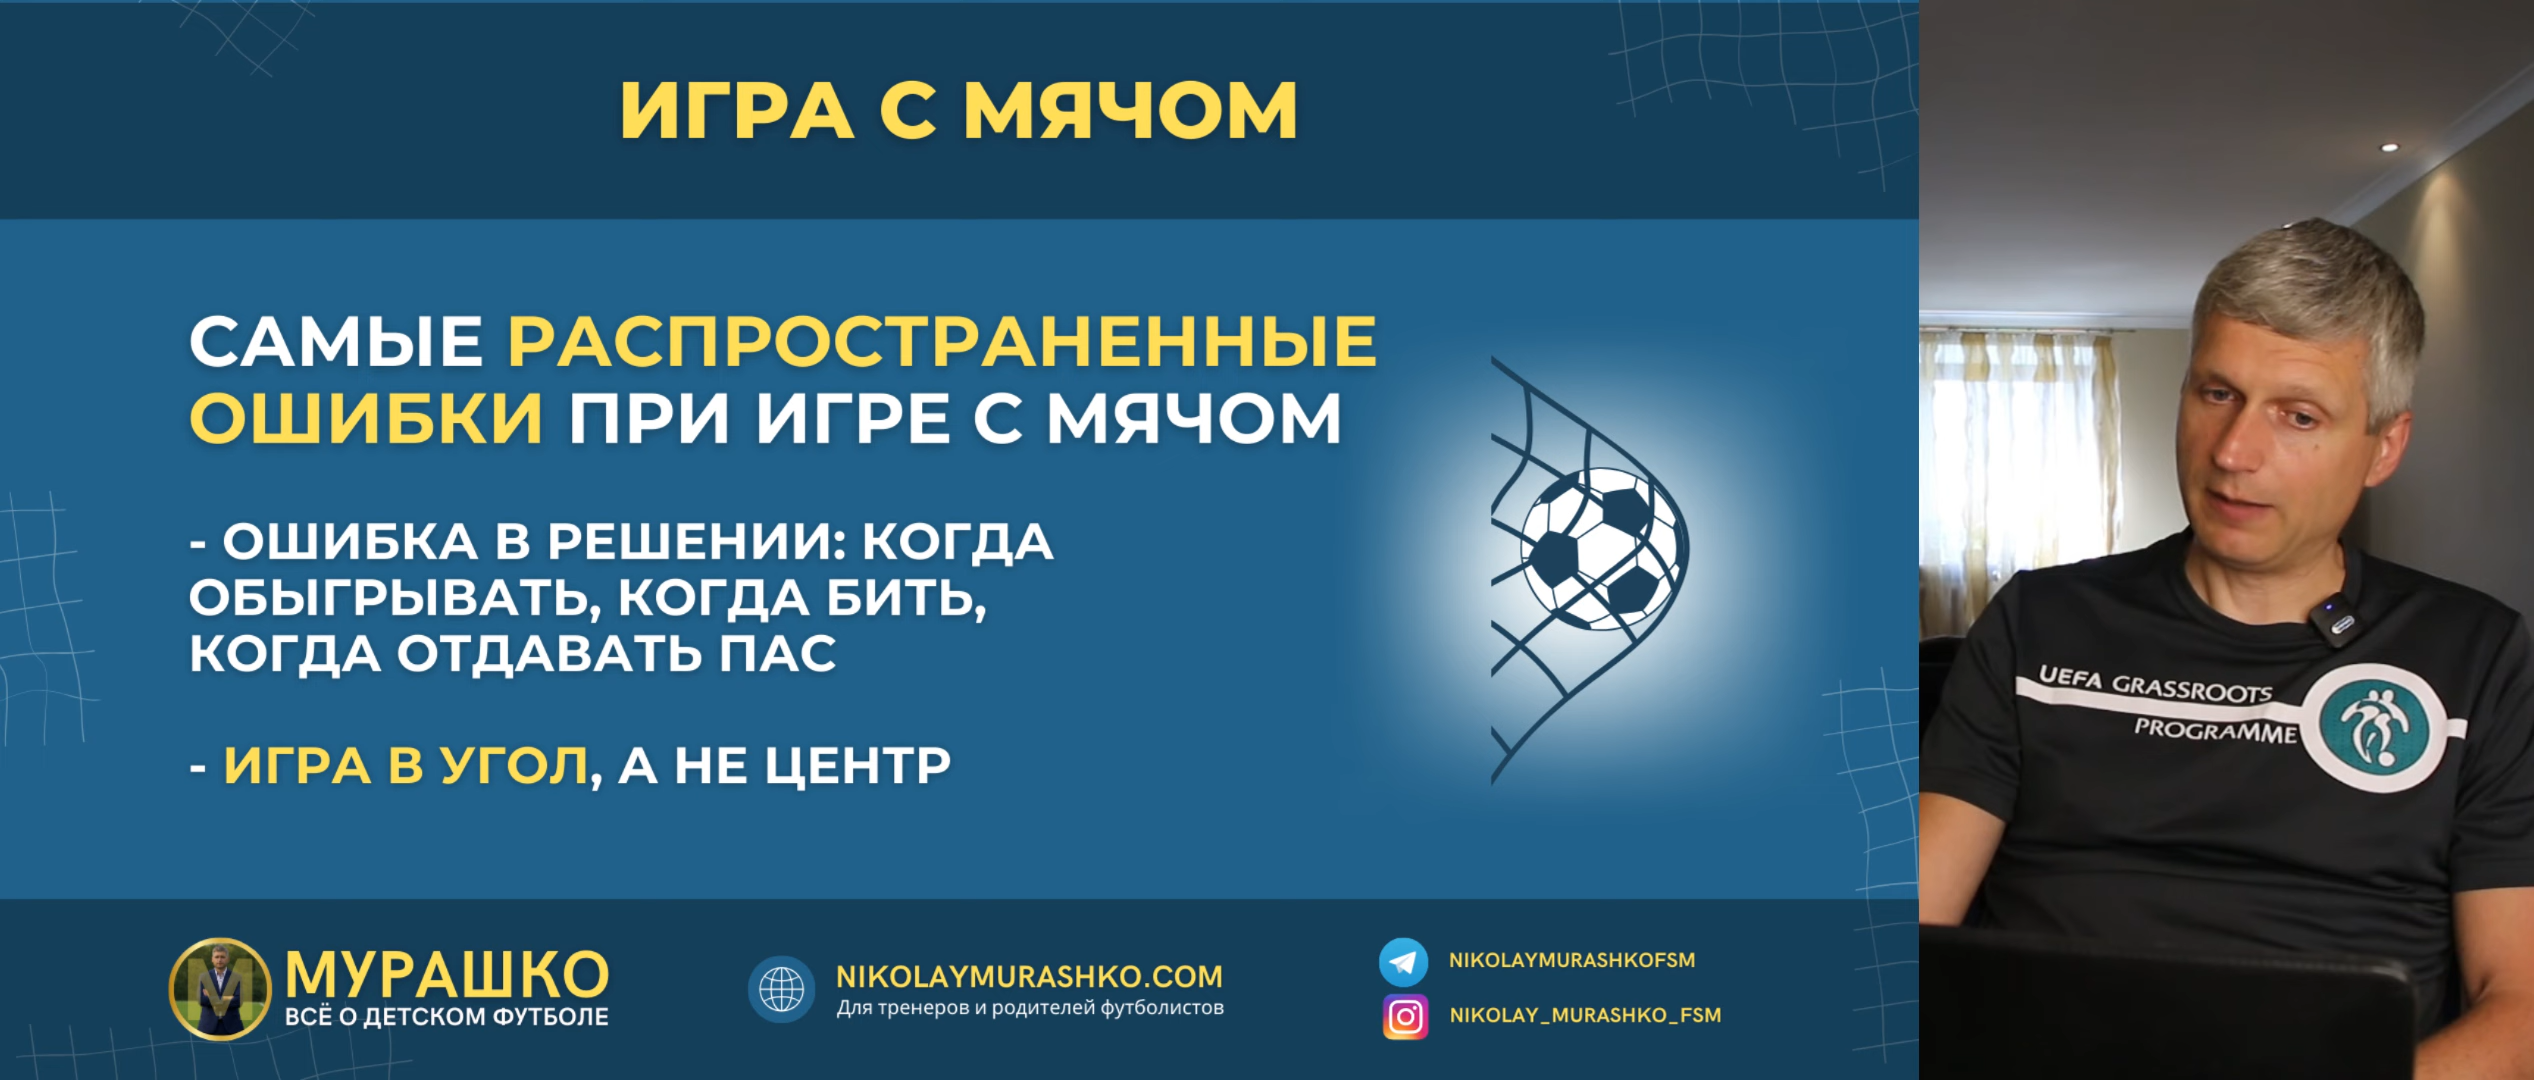 ИГРА С МЯЧОМ
САМЫЕ РАСПРОСТРАНЕННЫЕ
ОШИБКИ ПРИ ИГРЕ С МЯЧОМ
- ОШИБКА В РЕШЕНИИ: КОГДА
ОБЫГРЫВАТЬ, КОГДА БИТЬ,
КОГДА ОТДАВАТЬ ПАС
- ИГРА В УГОЛ, А НЕ ЦЕНТР
М
МУРАШКО
ВСЁ О ДЕТСКОМ ФУТБОЛЕ
NIKOLAYMURASHKO.COM
Для тренеров и родителей футболистов
NIKOLAYMURASHKOFSM
NIKOLAY_MURASHKO_FSM
UEFA GRASSROOTS
PROGRAMME